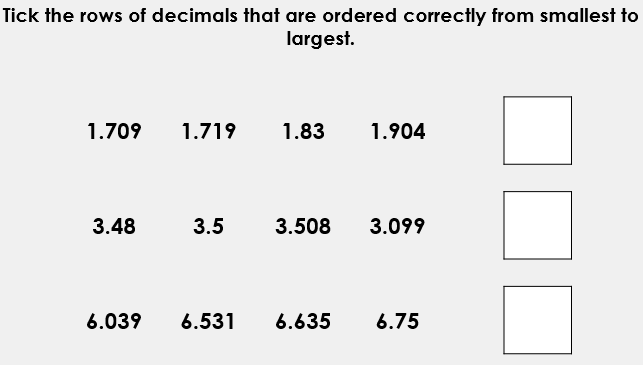 Tick the rows of decimals that are ordered correctly from smallest to
largest.
1.709 1.719 1.83 1.904
3.48 3.5 3.508 3.099
6.039 6.531 6.635 6.75